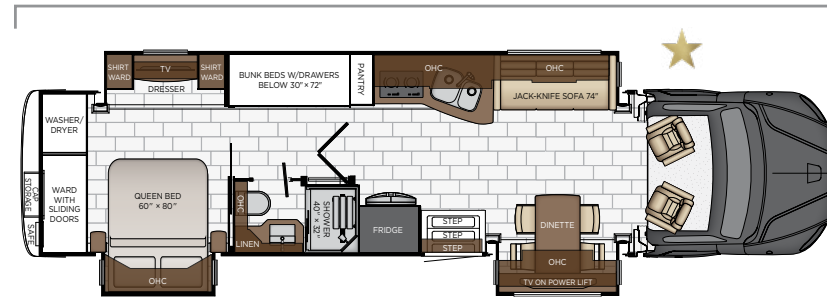 SHIRT
WARD
TV
SHIRT
WARD
DRESSER
BUNK BEDS W/DRAWERS
BELOW 30"×72"
PANTRY
OHC
OHC
JACK-KNIFE SOFA 74"
WASHER/
DRYER
WARD
WITH
SLIDING
DOORS
CAP
STORAGE
SAFE
QUEEN BED
60" × 80"
OHC
OHC
LINEN
SHOWER
40" × 32"
FRIDGE
STEP
STEP
STEP
DINETTE
OHC
TV ON POWER LIFT